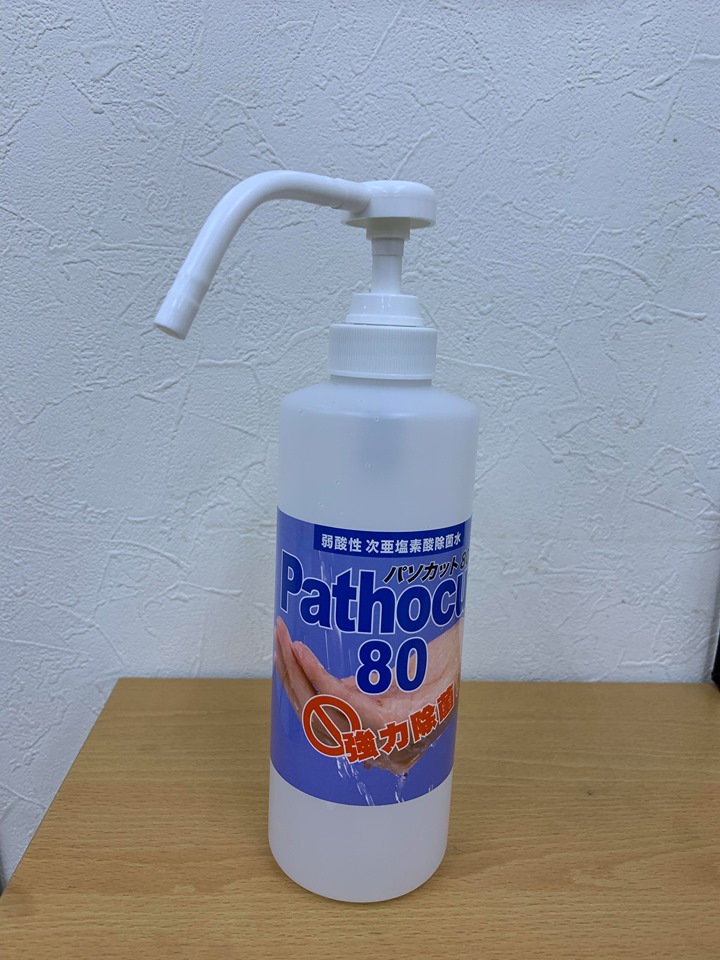 弱酸性 次亜塩素酸除菌水
パソカット 8
Pathocu
80
強力除菌